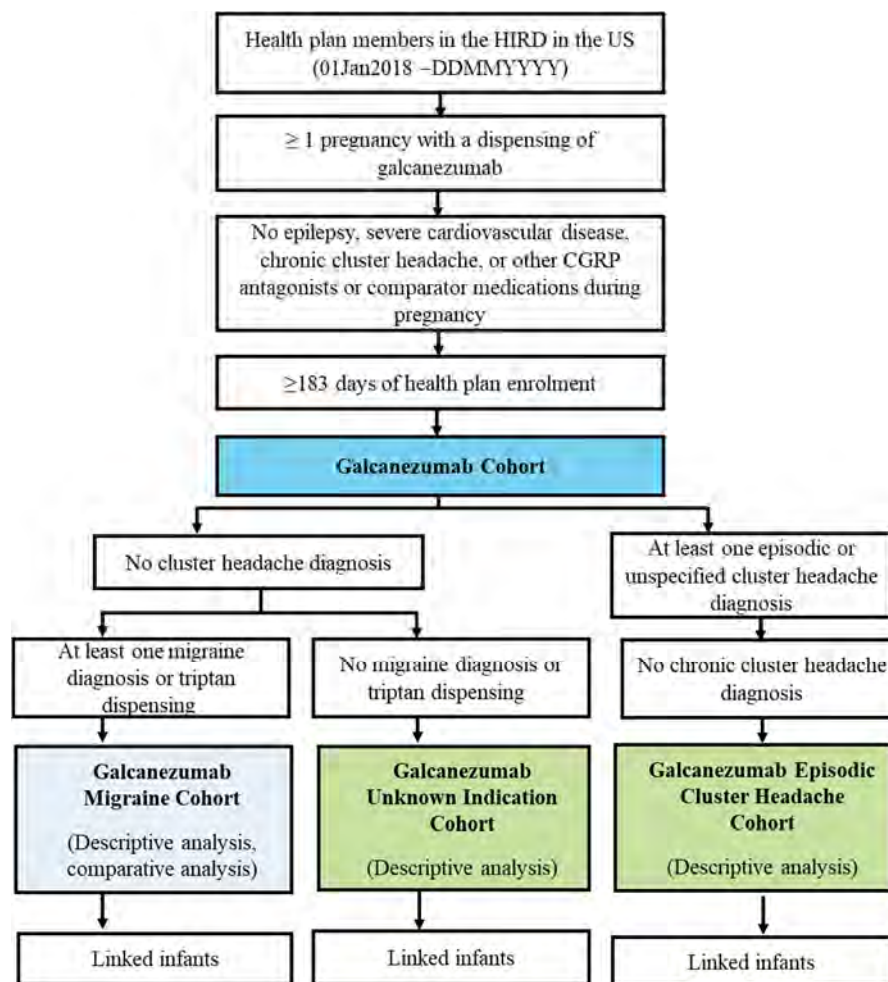 Health plan members in the HIRD in the US
(01Jan2018 –DDMMYYYY)
≥ 1 pregnancy with a dispensing of
galcanezumab
No epilepsy, severe cardiovascular disease,
chronic cluster headache, or other CGRP
antagonists or comparator medications during
pregnancy
≥183 days of health plan enrolment
Galcanezumab Cohort
No cluster headache diagnosis
At least one episodic or
unspecified cluster headache
diagnosis
At least one migraine
diagnosis or triptan
dispensing
No migraine diagnosis or
triptan dispensing
No chronic cluster headache
diagnosis
Galcanezumab
Migraine Cohort
(Descriptive analysis,
comparative analysis)
Galcanezumab
Unknown Indication
Cohort
(Descriptive analysis)
Galcanezumab Episodic
Cluster Headache
Cohort
(Descriptive analysis)
Linked infants
Linked infants
Linked infants